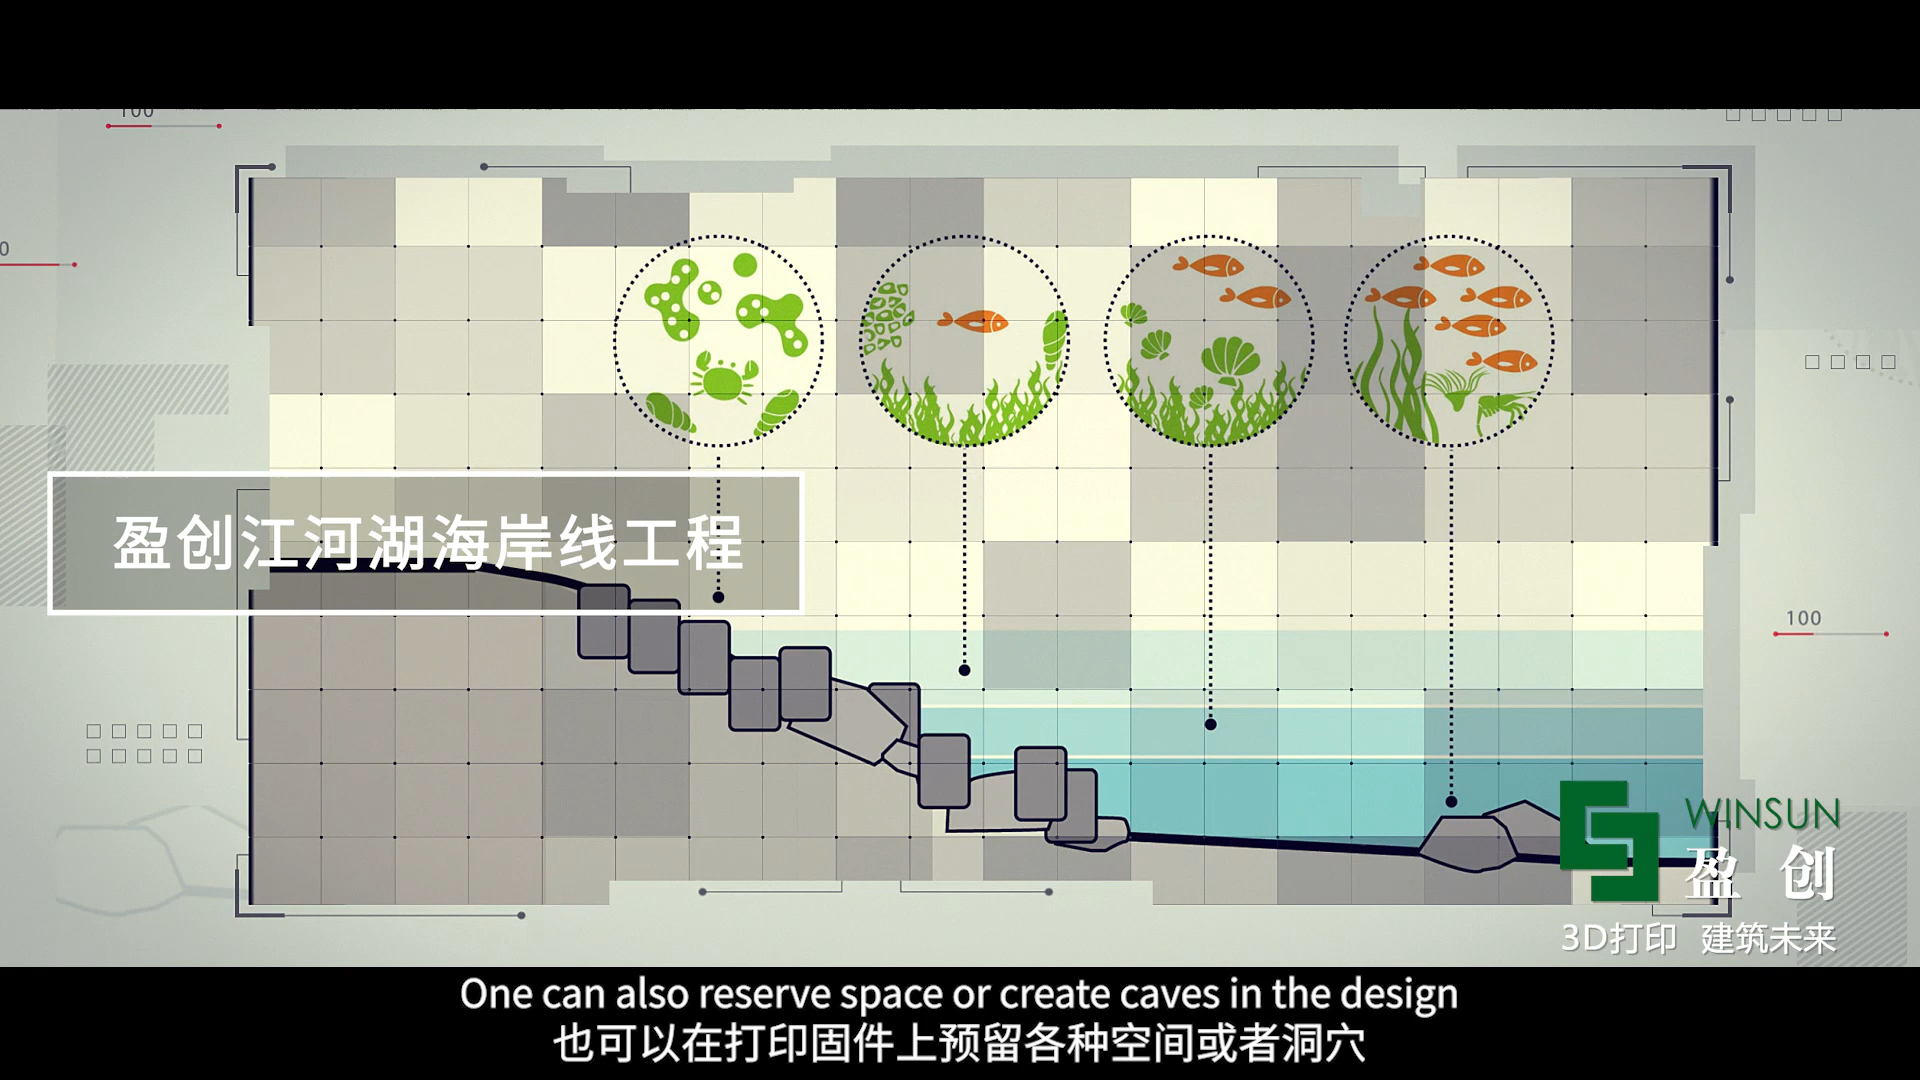 100
0
盈创江河湖海岸线工程
100
WINSUN
盈创
3D打印 建筑未来
One can also reserve space or create caves in the design
也可以在打印固件上预留各种空间或者洞穴